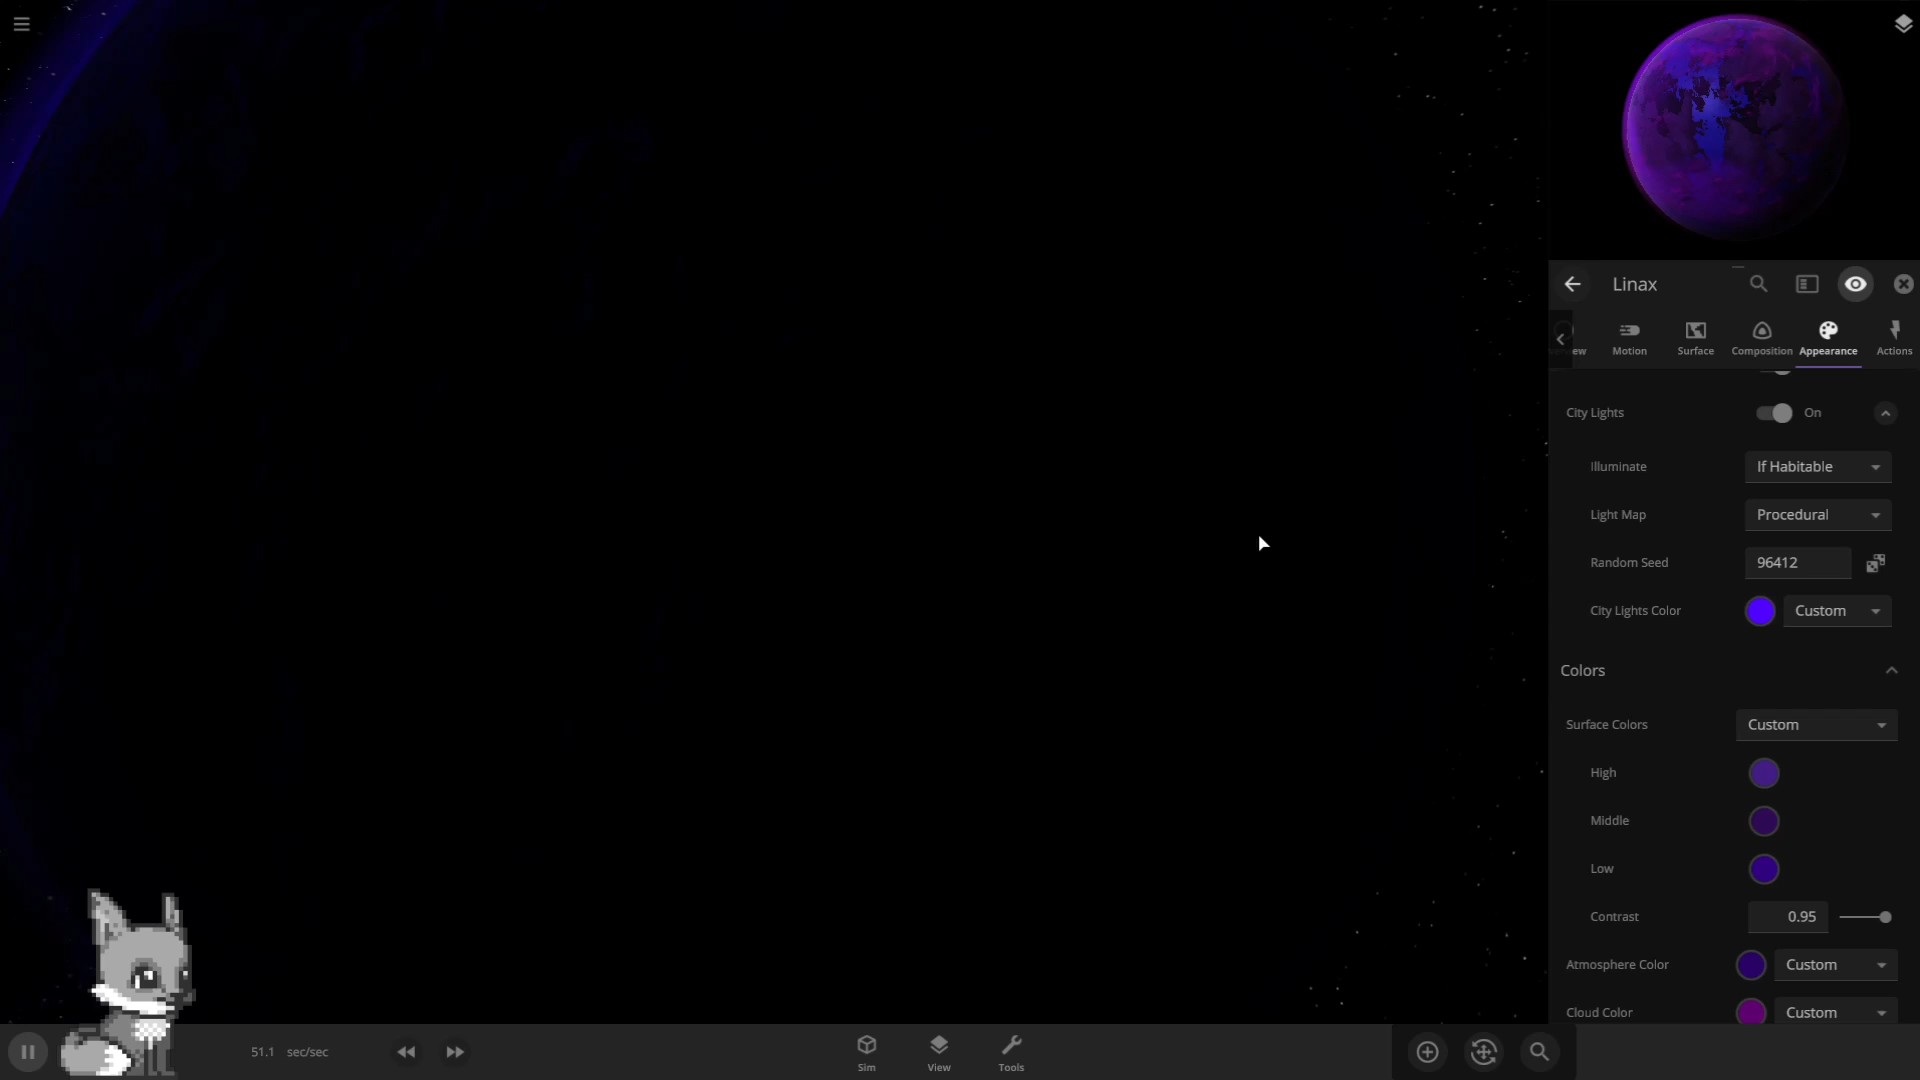 Linax
Motion
Surface
Composition
Appearance
Actions
City Lights
On
Illuminate
If Habitable
Light Map
Procedural
Random Seed
96412
City Lights Color
Custom
Colors
Surface Colors
Custom
High
Middle
Low
Contrast
0.95
Atmosphere Color
Custom
Cloud Color
Custom
51.1 sec/sec
Sim
View
Tools